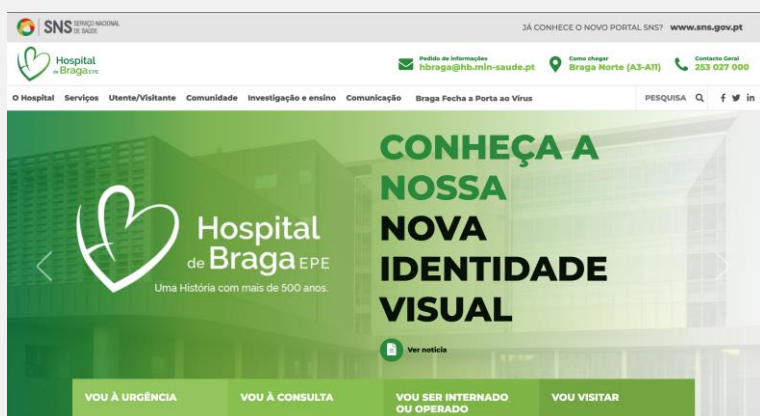 SNS SERVIÇO NACIONAL
DE SAÚDE
JÁ CONHECE O NOVO PORTAL SNS? www.sns.gov.pt
Hospital
de Braga EPE
Pedido de informações
hbraga@hb.min-saude.pt
Como chegar
Braga Norte (A3-A11)
Contacto Geral
253 027 000
O Hospital Serviços Utente/Visitante Comunidade Investigação e ensino Comunicação Braga Fecha a Porta ao Vírus PESQUISA
Hospital
de Braga EPE
Uma História com mais de 500 anos.
CONHEÇA A
NOSSA
NOVA
IDENTIDADE
VISUAL
Ver notícia
VOU À URGÊNCIA
VOU À CONSULTA
VOU SER INTERNADO
OU OPERADO
VOU VISITAR